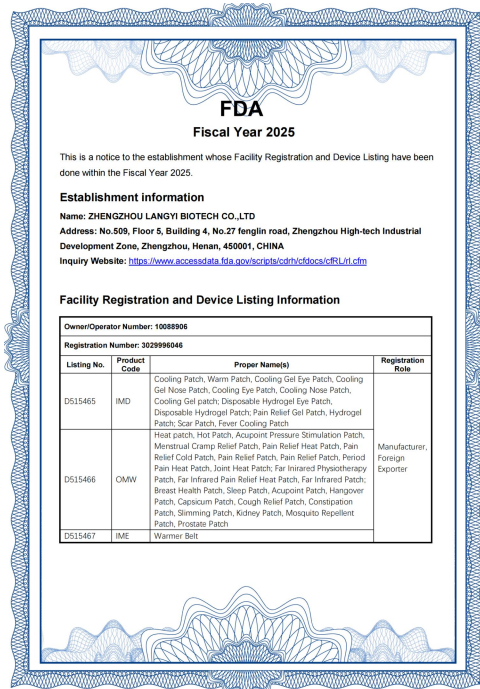 FDA
Fiscal Year 2025
This is a notice to the establishment whose Facility Registration and Device Listing have been
done within the Fiscal Year 2025.
Establishment information
Name: ZHENGZHOU LANGYI BIOTECH CO.,LTD
Address: No.509, Floor 5, Building 4, No.27 fenglin road, Zhengzhou High-tech Industrial
Development Zone, Zhengzhou, Henan, 450001, CHINA
Inquiry Website: https://www.accessdata.fda.gov/scripts/cdrh/cfdocs/cfRL/rl.cfm
Facility Registration and Device Listing Information
Owner/Operator Number: 10088906
Registration Number: 3029996046
Listing No.
Product
Code
Proper Name(s)
Registration
Role
D515465
IMD
Cooling Patch, Warm Patch, Cooling Gel Eye Patch, Cooling
Gel Nose Patch, Cooling Eye Patch, Cooling Nose Patch,
Cooling Gel patch; Disposable Hydrogel Eye Patch,
Disposable Hydrogel Patch; Pain Relief Gel Patch, Hydrogel
Patch; Scar Patch, Fever Cooling Patch
D515466
OMW
Heat patch, Hot Patch, Acupoint Pressure Stimulation Patch,
Menstrual Cramp Relief Patch, Pain Relief Heat Patch, Pain
Relief Cold Patch, Pain Relief Patch, Pain Relief Patch, Period
Pain Heat Patch, Joint Heat Patch; Far Inirared Physiotherapy
Patch, Far Infrared Pain Relief Heat Patch, Far Infrared Patch;
Breast Health Patch, Sleep Patch, Acupoint Patch, Hangover
Patch, Capsicum Patch, Cough Relief Patch, Constipation
Patch, Slimming Patch, Kidney Patch, Mosquito Repellent
Patch, Prostate Patch
Manufacturer,
Foreign
Exporter
D515467
IME
Warmer Belt